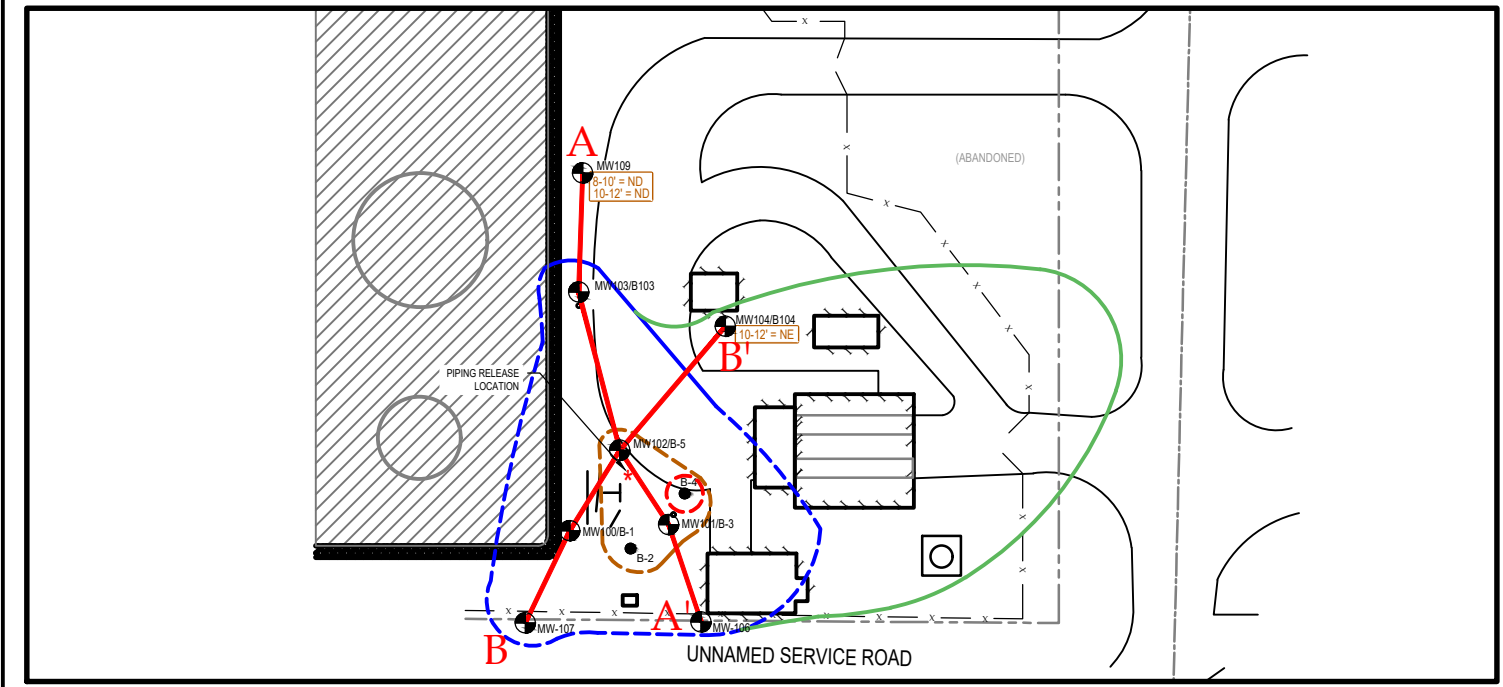 x
x
(ABANDONED)
A
MW109
8-10' = ND
10-12' = ND
x
x
MW103/B103
MW104/B104
10-12' = NE
B'
PIPING RELEASE
LOCATION
x
MW102/B-5
*
B-4
MW101/B-3
x
MW100/B-1
B-2
x
x x x x A' x x x
MW-107
MW-106
B
UNNAMED SERVICE ROAD